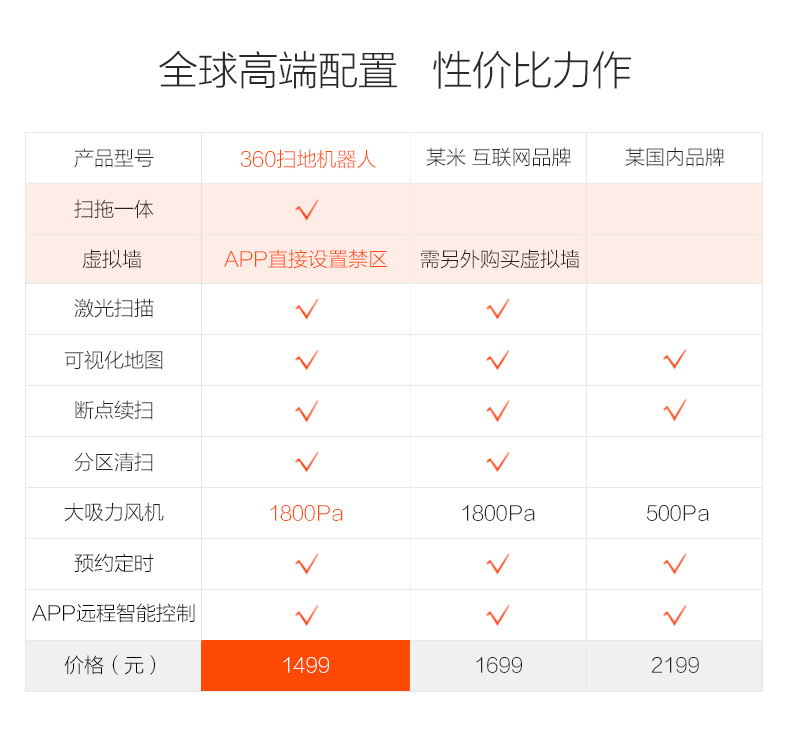 全球高端配置 性价比力作
产品型号 360扫地机器人 某米 互联网品牌 某国内品牌
扫拖一体 √
虚拟墙 APP直接设置禁区 需另外购买虚拟墙
激光扫描 √ √
可视化地图 √ √ √
断点续扫 √ √ √
分区清扫 √ √
大吸力风机 1800Pa 1800Pa 500Pa
预约定时 √ √ √
APP远程智能控制 √ √ √
价格（元） 1499 1699 2199